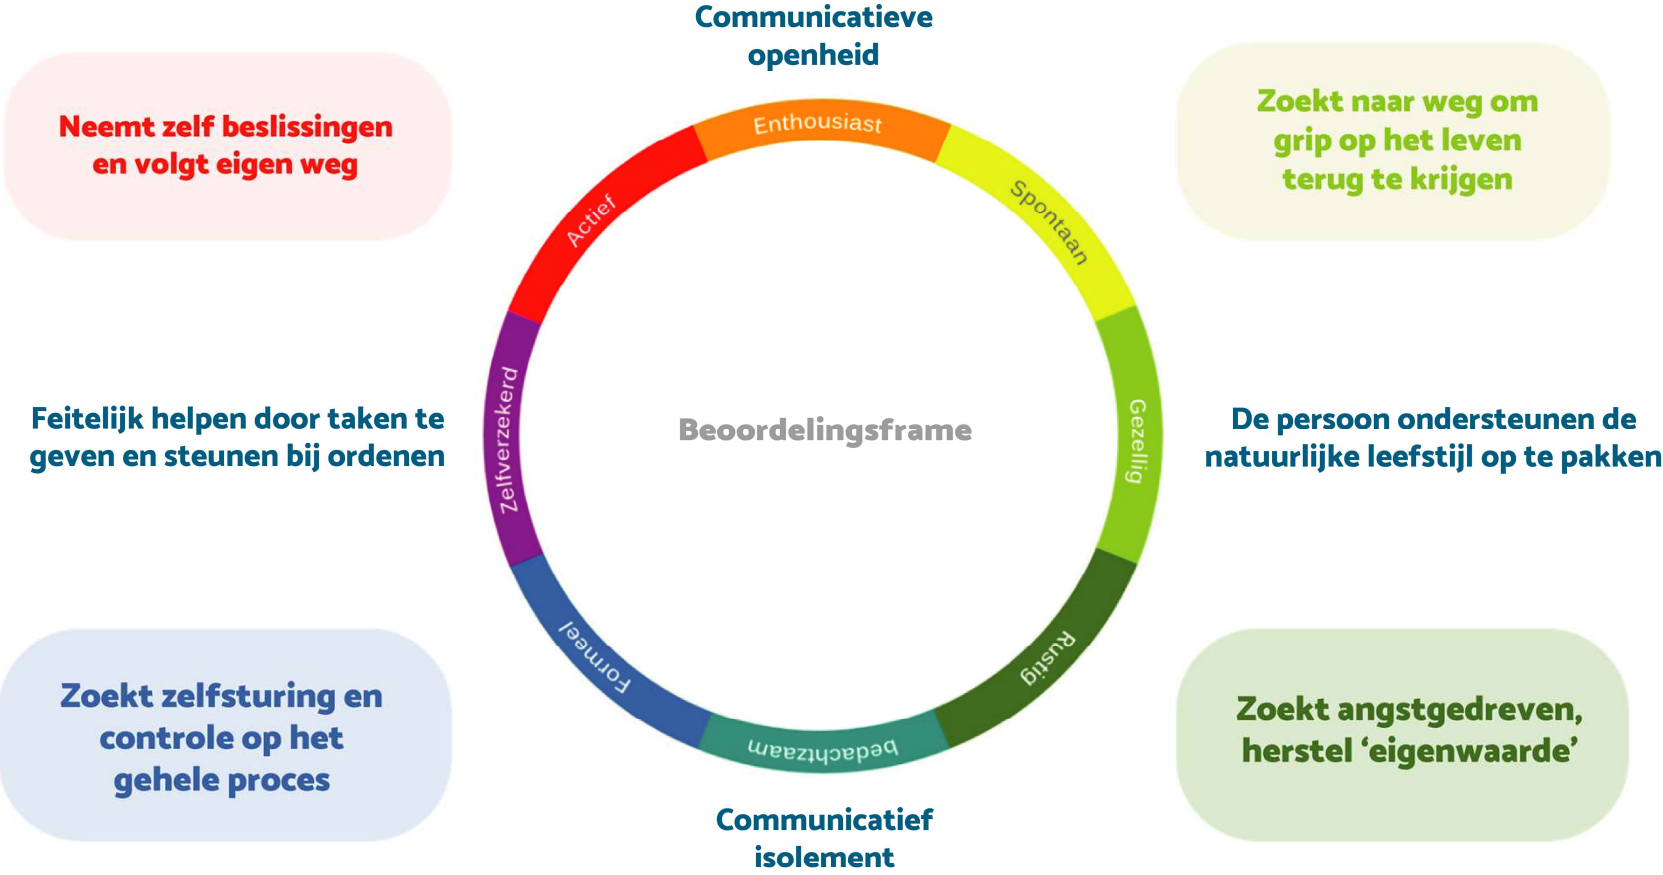 Communicatieve
openheid
Neemt zelf beslissingen
en volgt eigen weg
Zoekt naar weg om
grip op het leven
terug te krijgen
Enthousiast
Actief
Spontaan
Feitelijk helpen door taken te
geven en steunen bij ordenen
Zelfverzekerd
Beoordelingsframe
Gezellig
De persoon ondersteunen de
natuurlijke leefstijl op te pakken
Formeel
Rustig
bedachtzaam
Zoekt zelfsturing en
controle op het
gehele proces
Zoekt angstgedreven,
herstel ‘eigenwaarde’
Communicatief
isolement